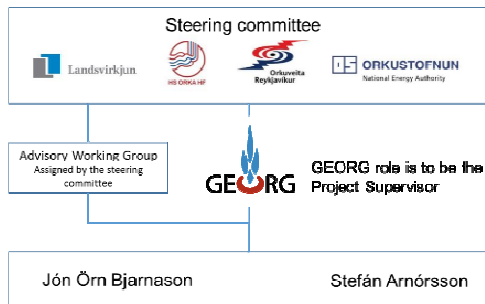 Steering committee
Landsvirkjun
HS ORKA HF
Orkuveita
Reykjavíkur
OS ORKUSTOFNUN
National Energy Authority
Advisory Working Group
Assigned by the steering
committee
GEORG
GEORG role is to be the
Project Supervisor
Jón Örn Bjarnason
Stefán Arnórsson